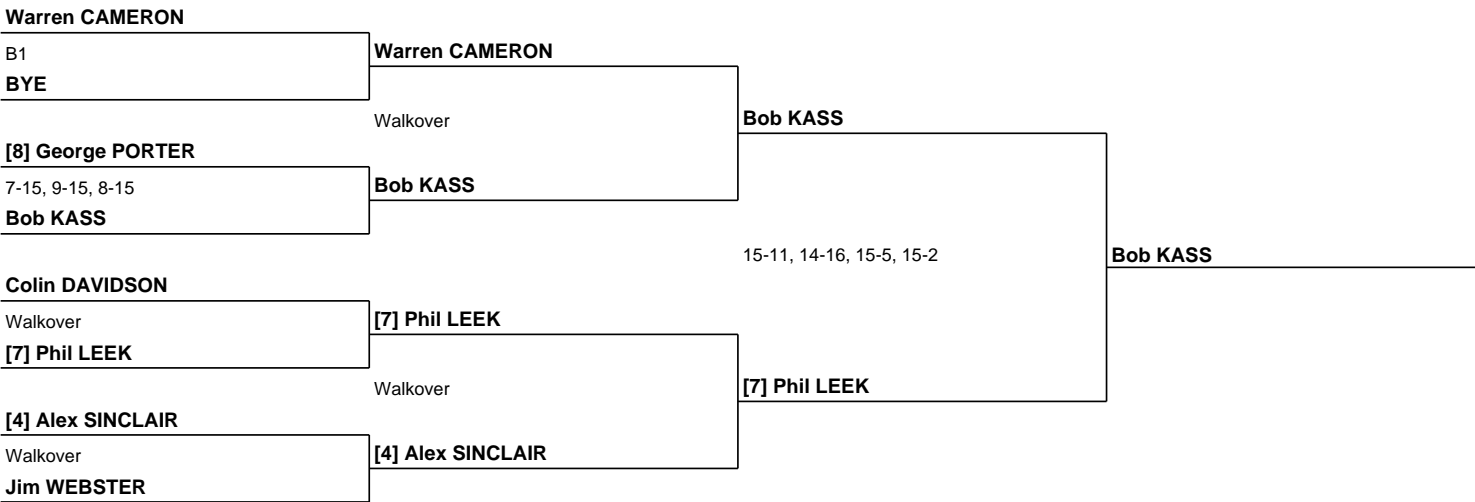 Warren CAMERON
B1
BYE
Warren CAMERON
Walkover
Bob KASS
[8] George PORTER
7-15, 9-15, 8-15
Bob KASS
Bob KASS
15-11, 14-16, 15-5, 15-2
Bob KASS
Colin DAVIDSON
Walkover
[7] Phil LEEK
[7] Phil LEEK
Walkover
[7] Phil LEEK
[4] Alex SINCLAIR
Walkover
Jim WEBSTER
[4] Alex SINCLAIR